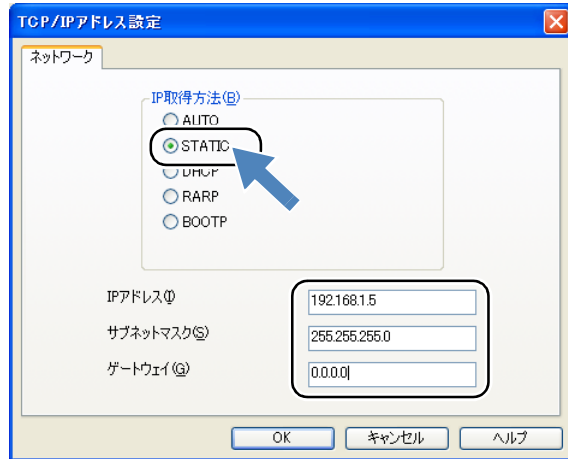 TCP/IPアドレス設定
ネットワーク
IP取得方法(B)
AUTO
STATIC
DHCP
RARP
BOOTP
IPアドレス(I) 192.168.1.5
サブネットマスク(S) 255.255.255.0
ゲートウェイ(G) 0.0.0.0
OK キャンセル ヘルプ